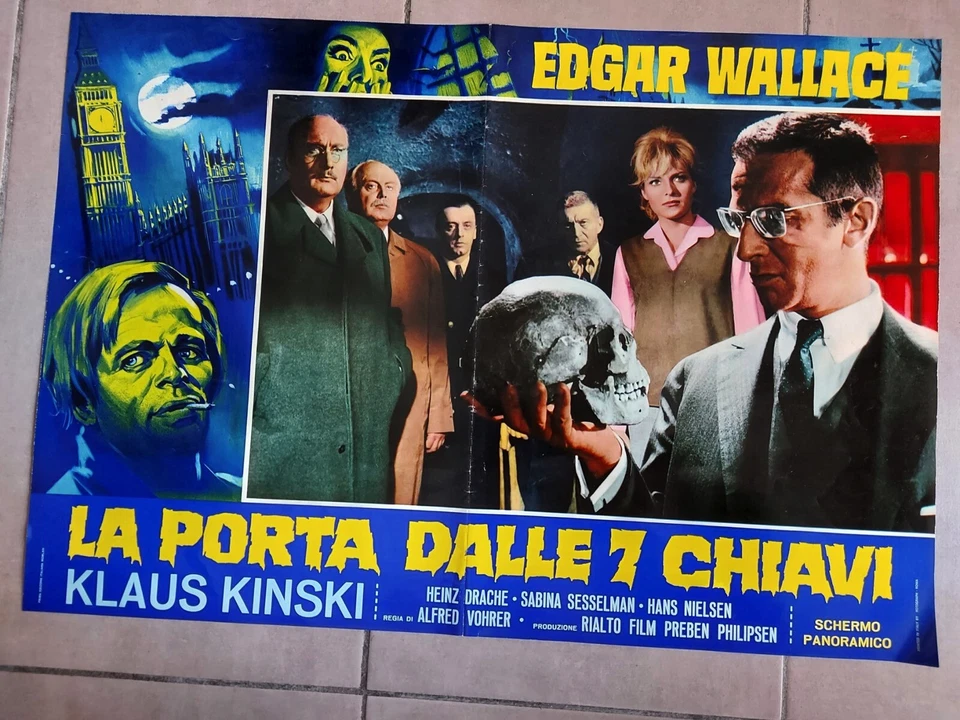 EDGAR WALLACE
LA PORTA DALLE 7 CHIAVI
KLAUS KINSKI
HEINZ DRACHE · SABINA SESSELMAN · HANS NIELSEN
REGIA DI ALFRED VOHRER · PRODUZIONE RIALTO FILM PREBEN PHILIPSEN
SCHERMO
PANORAMICO